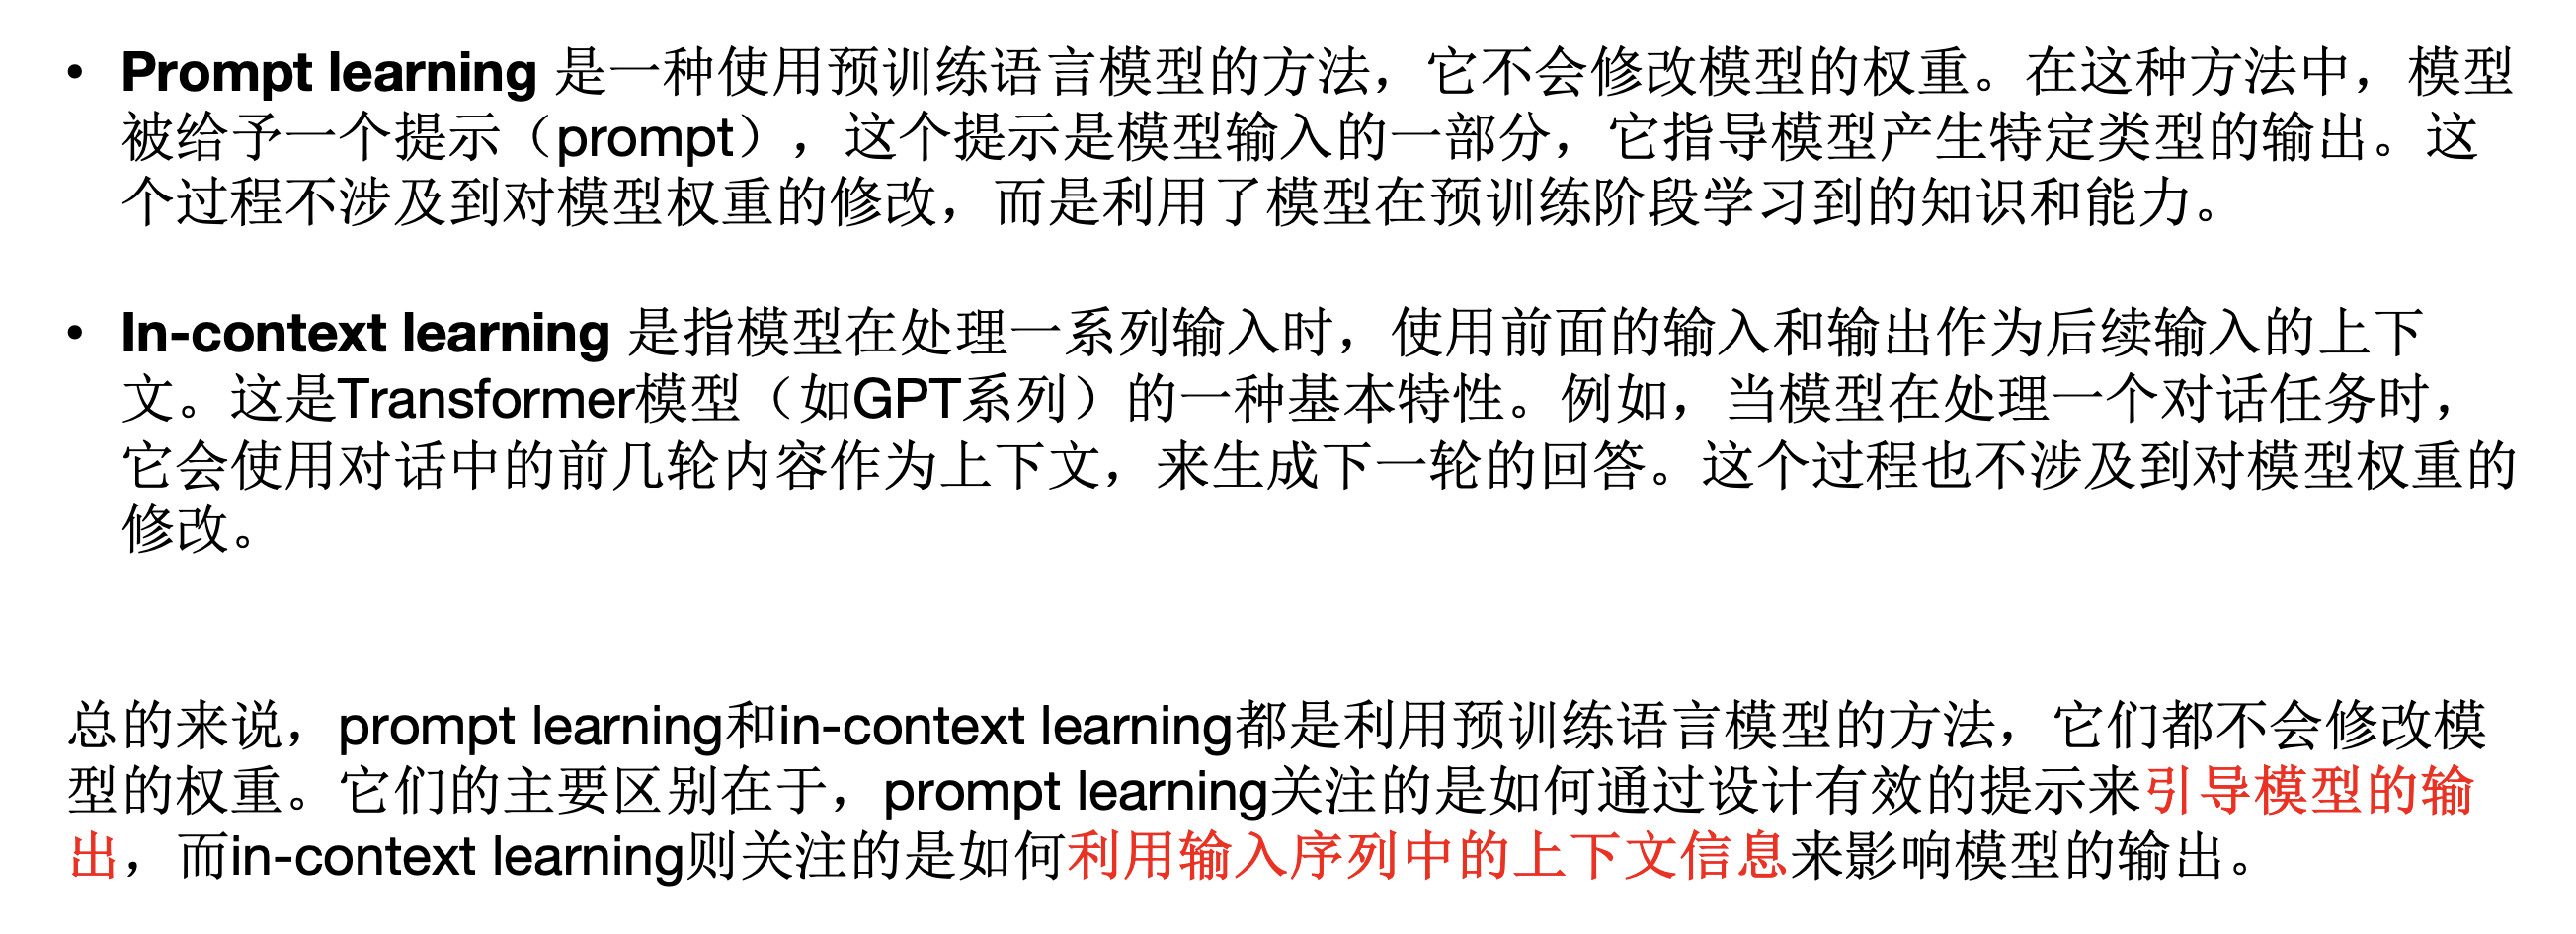 • Prompt learning 是一种使用预训练语言模型的方法，它不会修改模型的权重。在这种方法中，模型
被给予一个提示（prompt），这个提示是模型输入的一部分，它指导模型产生特定类型的输出。这
个过程不涉及到对模型权重的修改，而是利用了模型在预训练阶段学习到的知识和能力。
• In-context learning 是指模型在处理一系列输入时，使用前面的输入和输出作为后续输入的上下
文。这是Transformer模型（如GPT系列）的一种基本特性。例如，当模型在处理一个对话任务时，
它会使用对话中的前几轮内容作为上下文，来生成下一轮的回答。这个过程也不涉及到对模型权重的
修改。
总的来说，prompt learning和in-context learning都是利用预训练语言模型的方法，它们都不会修改模
型的权重。它们的主要区别在于，prompt learning关注的是如何通过设计有效的提示来引导模型的输
出，而in-context learning则关注的是如何利用输入序列中的上下文信息来影响模型的输出。